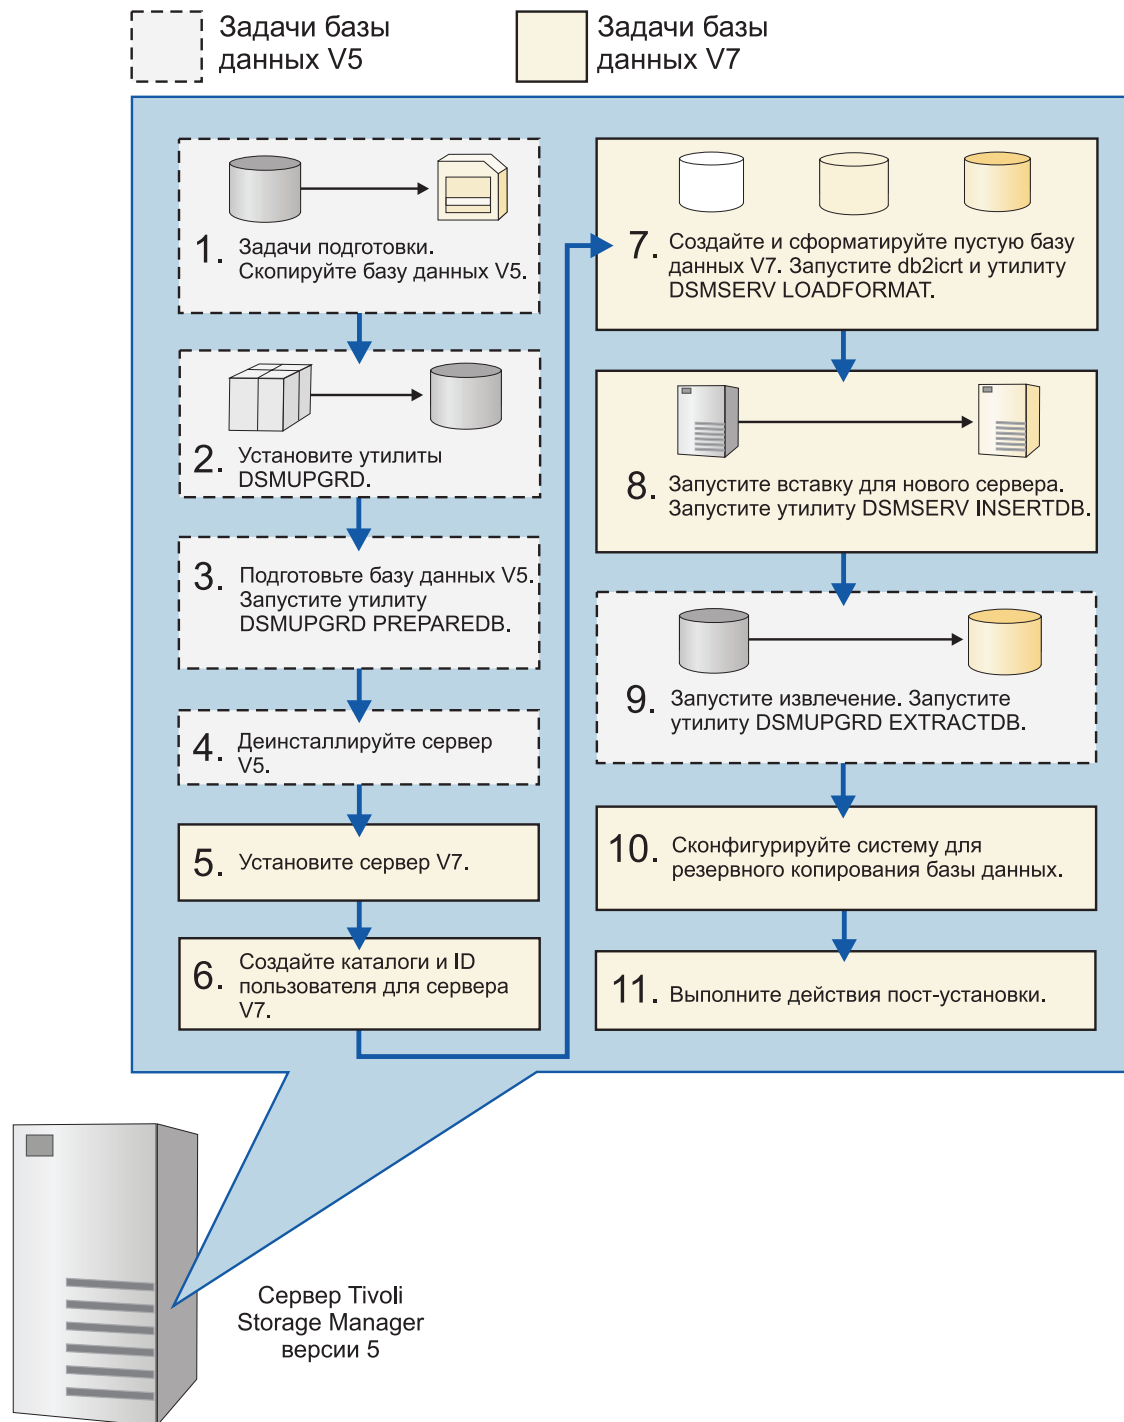 Задачи базы
данных V5
Задачи базы
данных V7
1. Задачи подготовки.
Скопируйте базу данных V5.
2. Установите утилиты
DSMUPGRD.
3. Подготовьте базу данных V5.
Запустите утилиту
DSMUPGRD PREPAREDB.
4. Деинсталлируйте сервер
V5.
5. Установите сервер V7.
6. Создайте каталоги и ID
пользователя для сервера
V7.
7. Создайте и сформатируйте пустую базу
данных V7. Запустите db2icrt и утилиту
DSMSERV LOADFORMAT.
8. Запустите вставку для нового сервера.
Запустите утилиту DSMSERV INSERTDB.
9. Запустите извлечение. Запустите
утилиту DSMUPGRD EXTRACTDB.
10. Сконфигурируйте систему для
резервного копирования базы данных.
11. Выполните действия пост-установки.
Сервер Tivoli
Storage Manager
версии 5